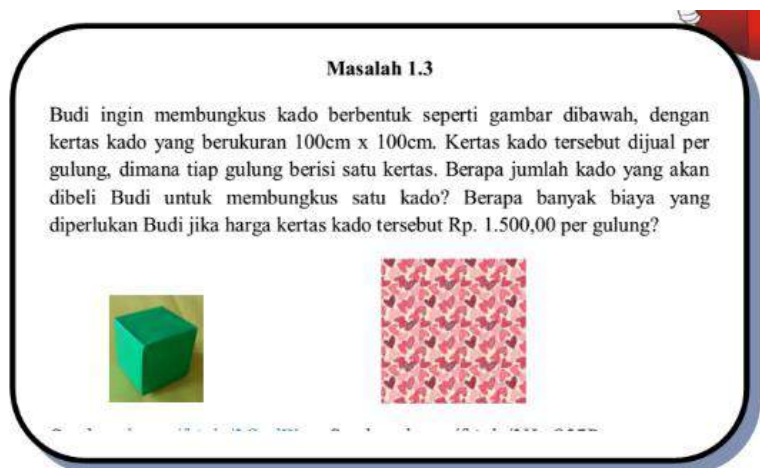 Masalah 1.3
Budi ingin membungkus kado berbentuk seperti gambar dibawah, dengan
kertas kado yang berukuran 100cm x 100cm. Kertas kado tersebut dijual per
gulung, dimana tiap gulung berisi satu kertas. Berapa jumlah kado yang akan
dibeli Budi untuk membungkus satu kado? Berapa banyak biaya yang
diperlukan Budi jika harga kertas kado tersebut Rp. 1.500,00 per gulung?